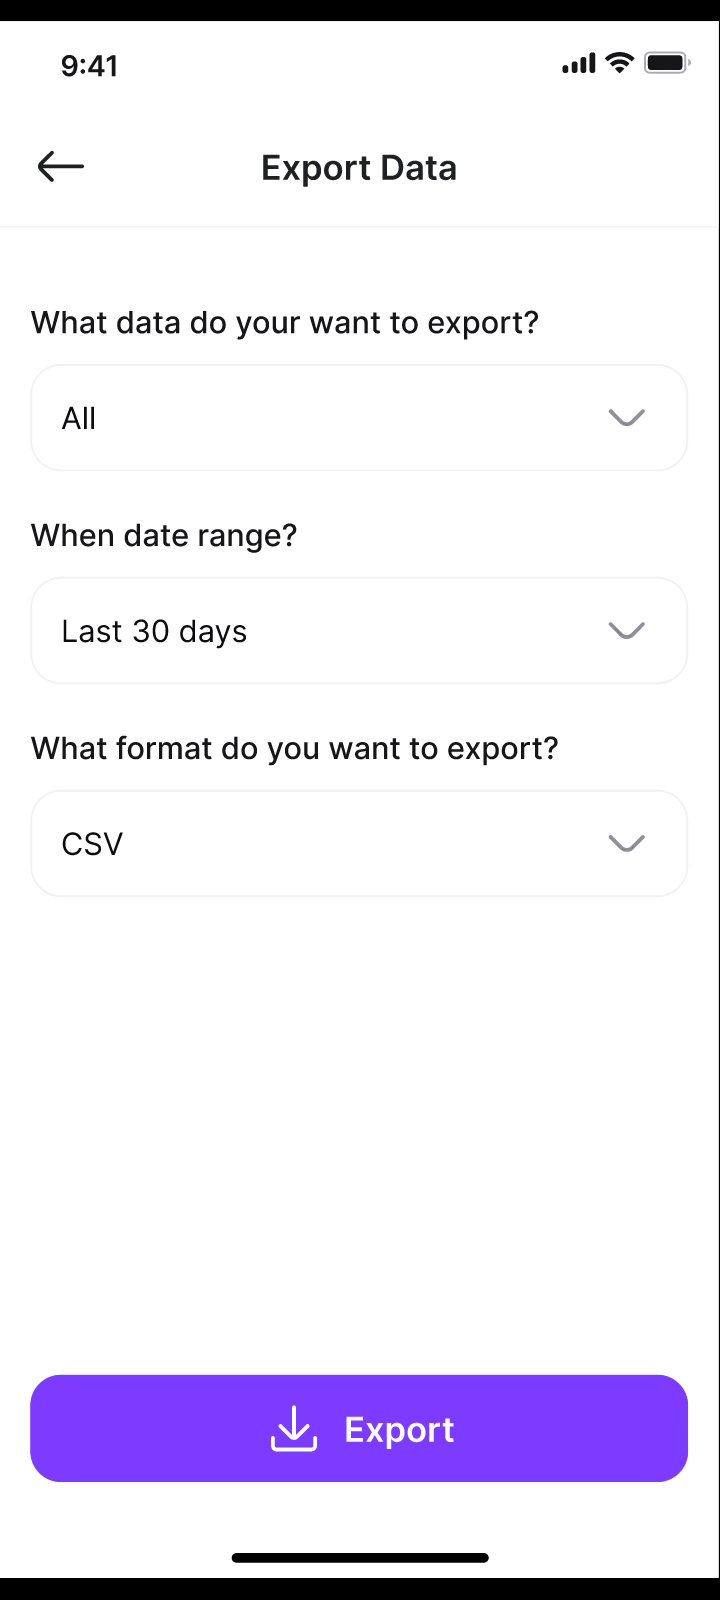 9:41
Export Data
What data do your want to export?
All
When date range?
Last 30 days
What format do you want to export?
CSV
Export